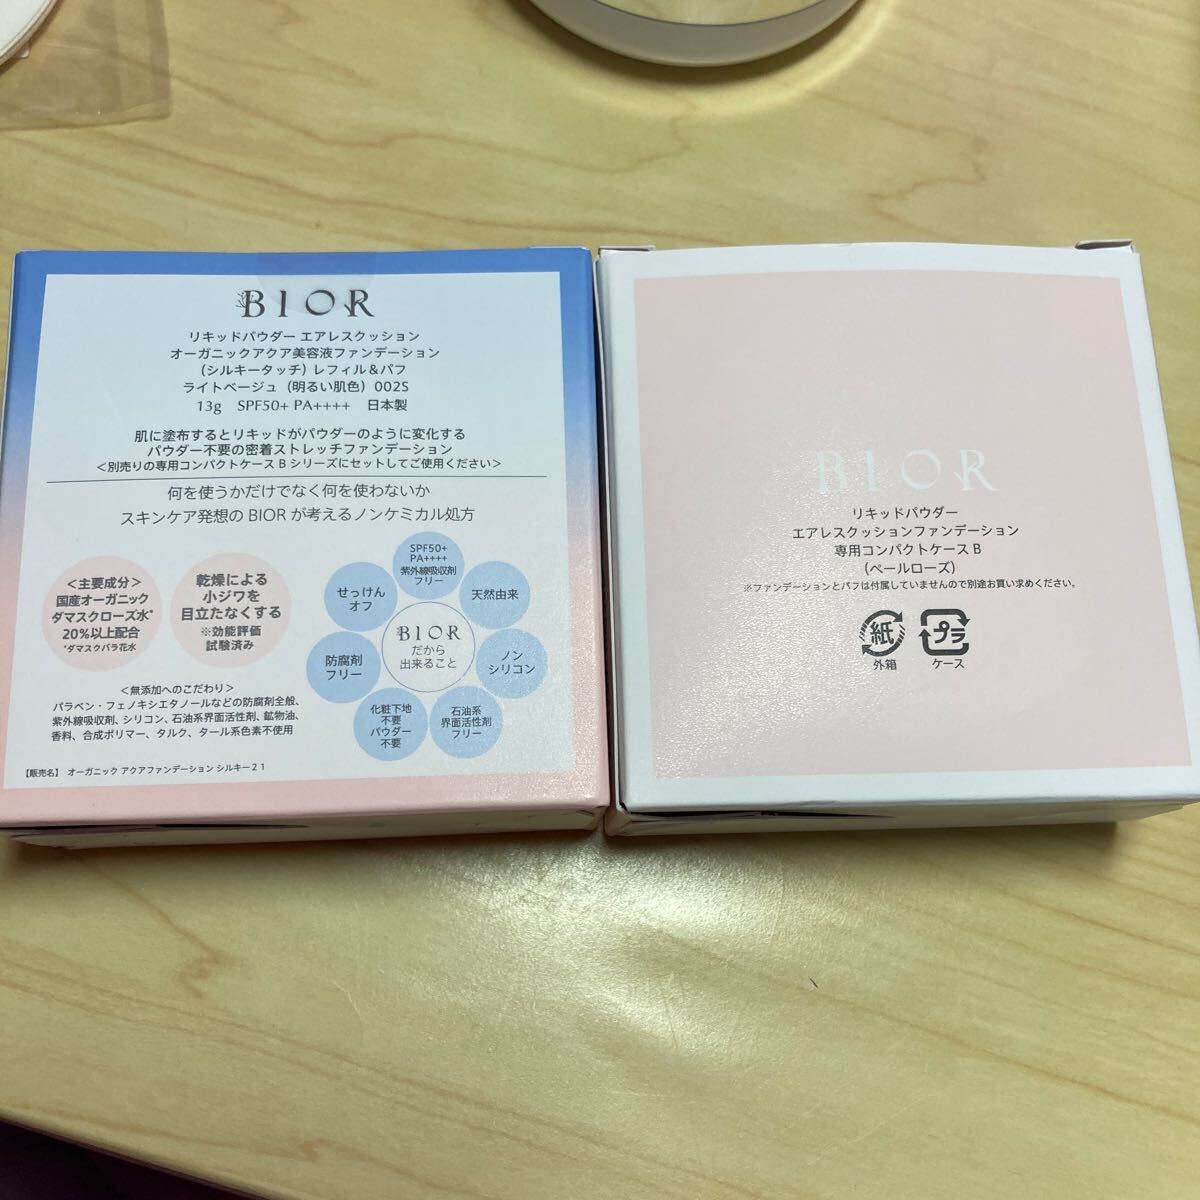 BIOR
リキッドパウダー エアレスクッション
オーガニックアクア美容液ファンデーション
(シルキータッチ) レフィル&パフ
ライトベージュ (明るい肌色) 002S
13g SPF50+ PA++++ 日本製
肌に塗布するとリキッドがパウダーのように変化する
パウダー不要の密着ストレッチファンデーション
<別売りの専用コンパクトケース B シリーズにセットしてご使用ください>
何を使うかだけでなく何を使わないか
スキンケア発想の BIOR が考えるノンケミカル処方
<主要成分>
国産オーガニック
ダマスクローズ水*
20%以上配合
*ダマスクバラ花水
乾燥による
小ジワを
目立たなくする
※効能評価
試験済み
<無添加へのこだわり>
パラベン・フェノキシエタノールなどの防腐剤全般、
紫外線吸収剤、シリコン、石油系界面活性剤、鉱物油、
香料、合成ポリマー、タルク、タール系色素不使用
SPF50+
PA++++
紫外線吸収剤
フリー
天然由来
ノン
シリコン
石油系
界面活性剤
フリー
化粧下地
不要
パウダー
不要
防腐剤
フリー
せっけん
オフ
BIOR
だから
出来ること
【販売名】 オーガニック アクアファンデーション シルキー21
BIOR
リキッドパウダー
エアレスクッションファンデーション
専用コンパクトケース B
(ペールローズ)
※ファンデーションとパフは付属していませんので別途お買い求めください。
紙
外箱
プラ
ケース